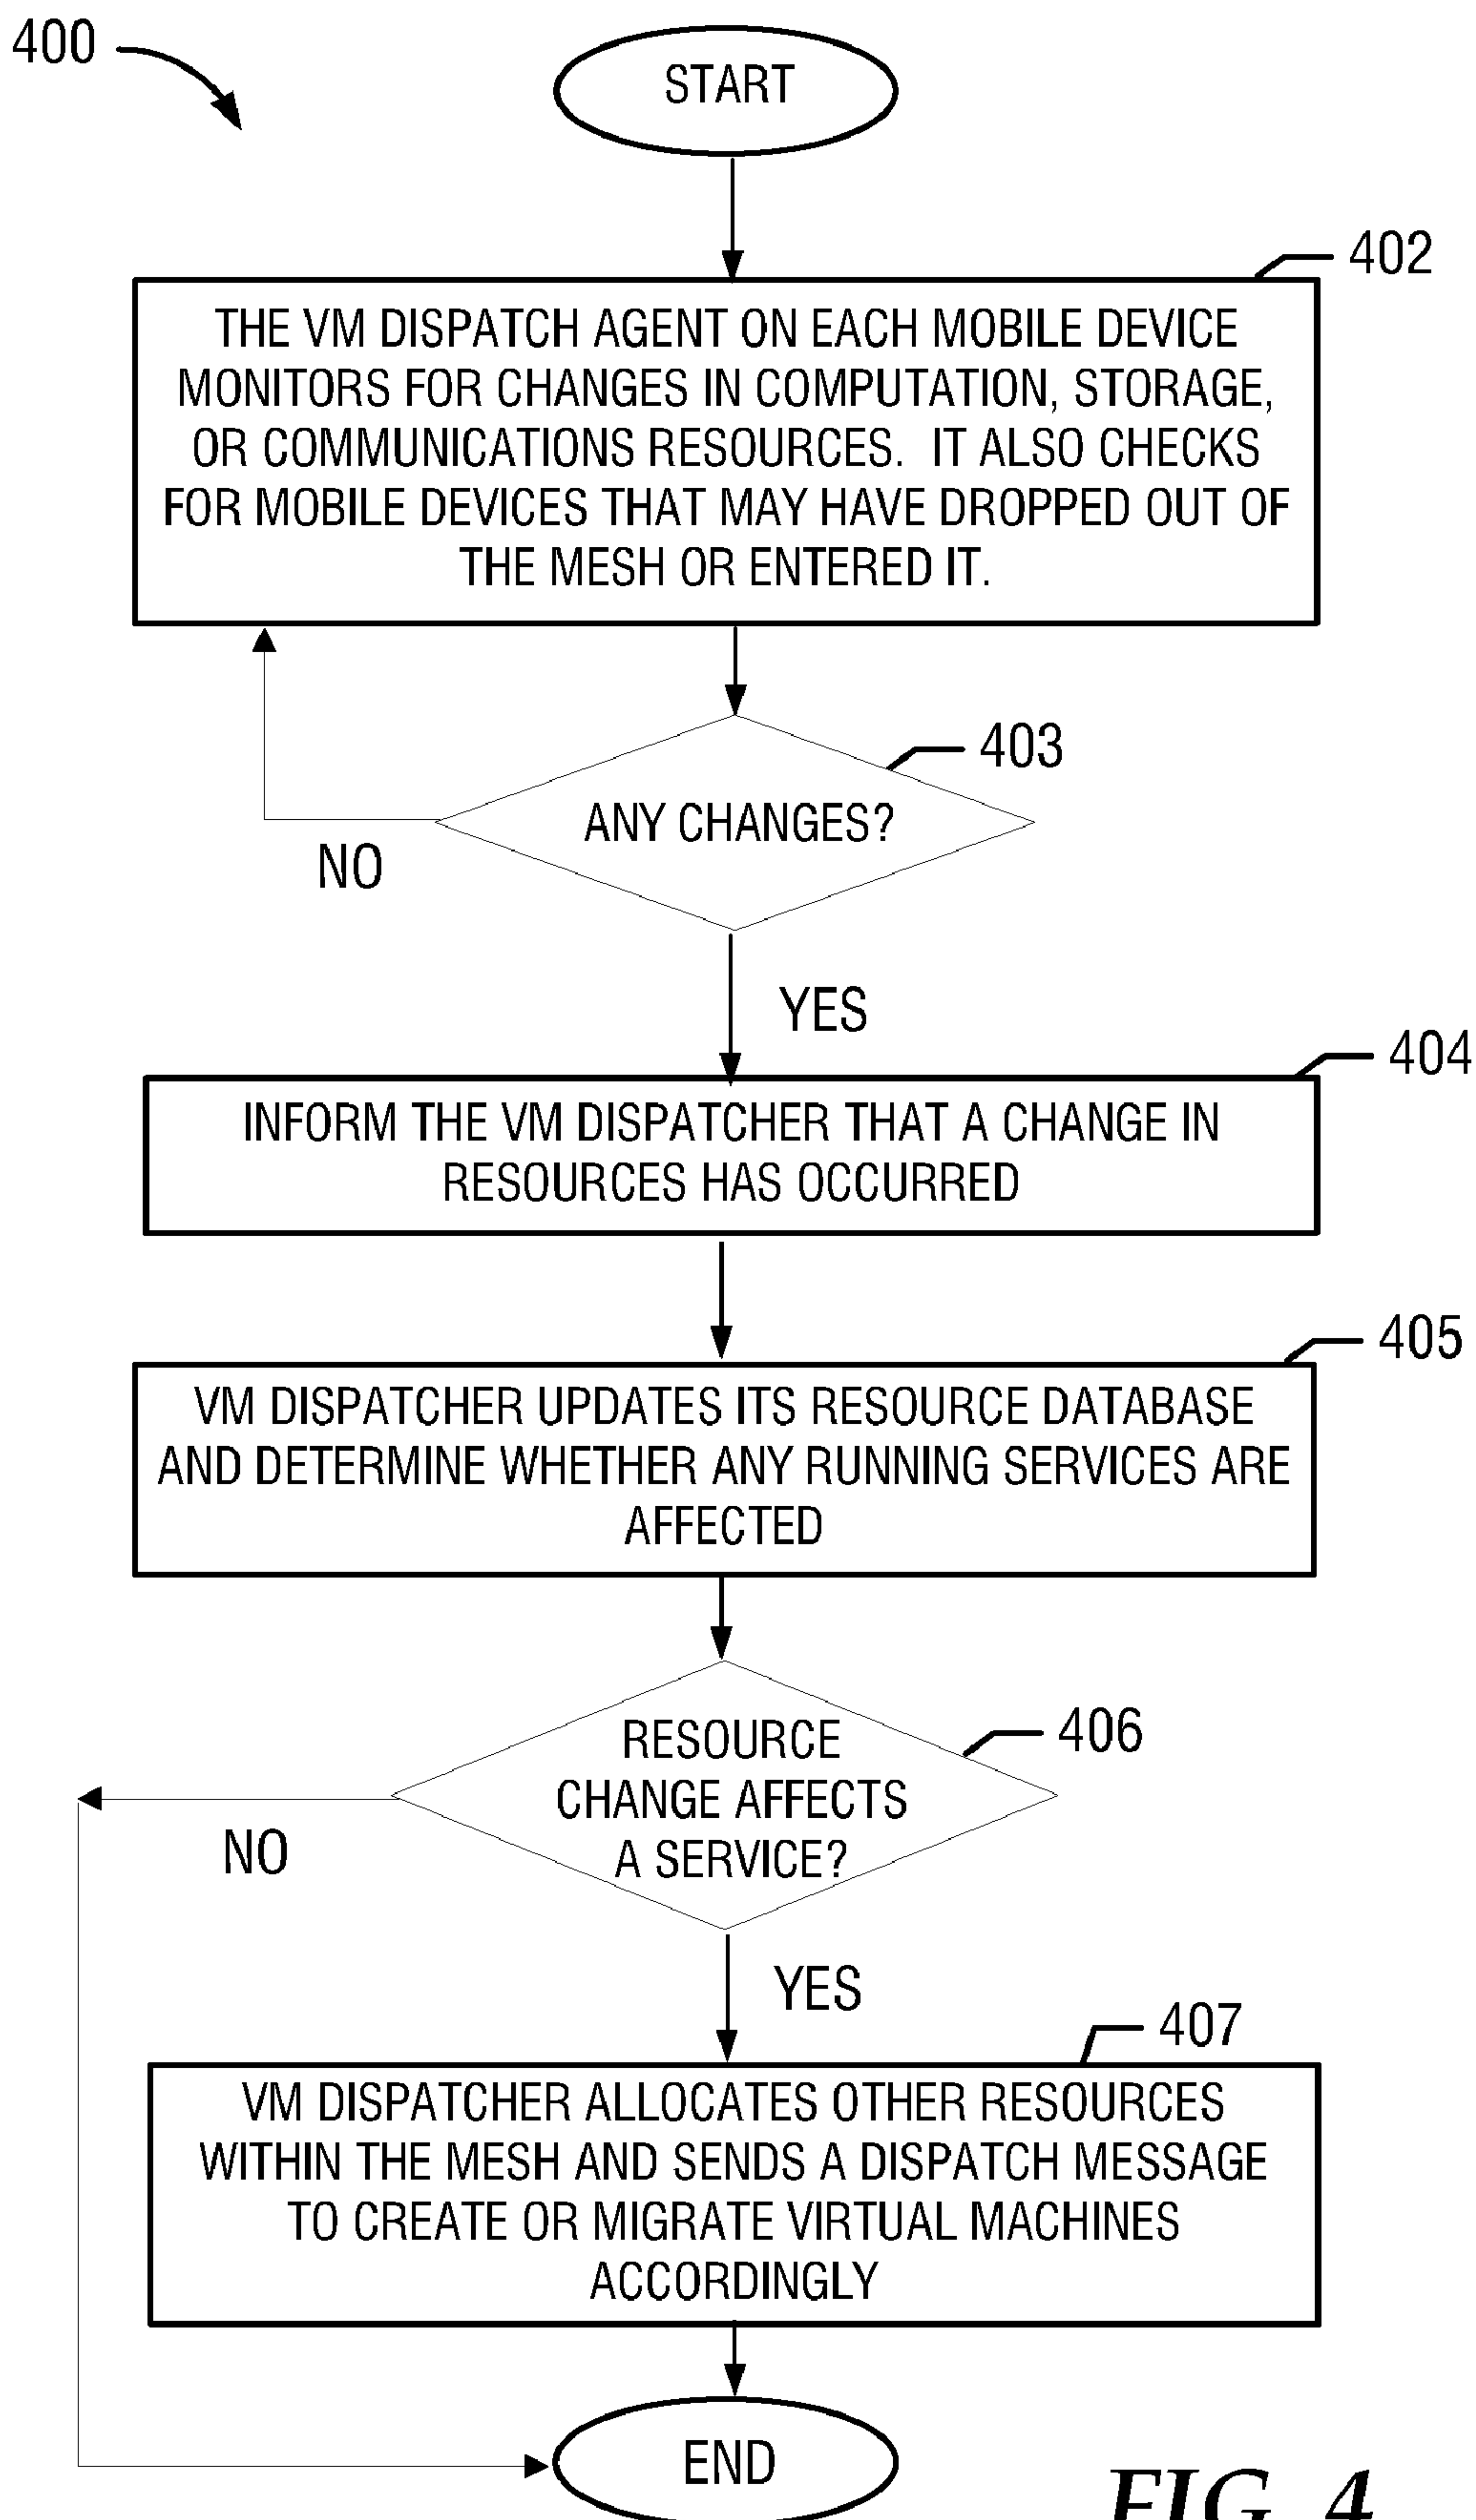 400
START
402
THE VM DISPATCH AGENT ON EACH MOBILE DEVICE
MONITORS FOR CHANGES IN COMPUTATION, STORAGE,
OR COMMUNICATIONS RESOURCES. IT ALSO CHECKS
FOR MOBILE DEVICES THAT MAY HAVE DROPPED OUT OF
THE MESH OR ENTERED IT.
403
ANY CHANGES?
NO
YES
404
INFORM THE VM DISPATCHER THAT A CHANGE IN
RESOURCES HAS OCCURRED
405
VM DISPATCHER UPDATES ITS RESOURCE DATABASE
AND DETERMINE WHETHER ANY RUNNING SERVICES ARE
AFFECTED
406
RESOURCE
CHANGE AFFECTS
A SERVICE?
NO
YES
407
VM DISPATCHER ALLOCATES OTHER RESOURCES
WITHIN THE MESH AND SENDS A DISPATCH MESSAGE
TO CREATE OR MIGRATE VIRTUAL MACHINES
ACCORDINGLY
END
FIG. 4